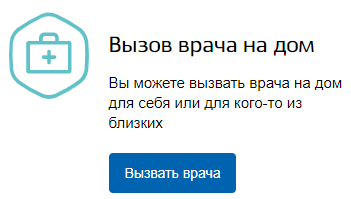 Вызов врача на дом
Вы можете вызвать врача на дом
для себя или для кого-то из
близких
Вызвать врача